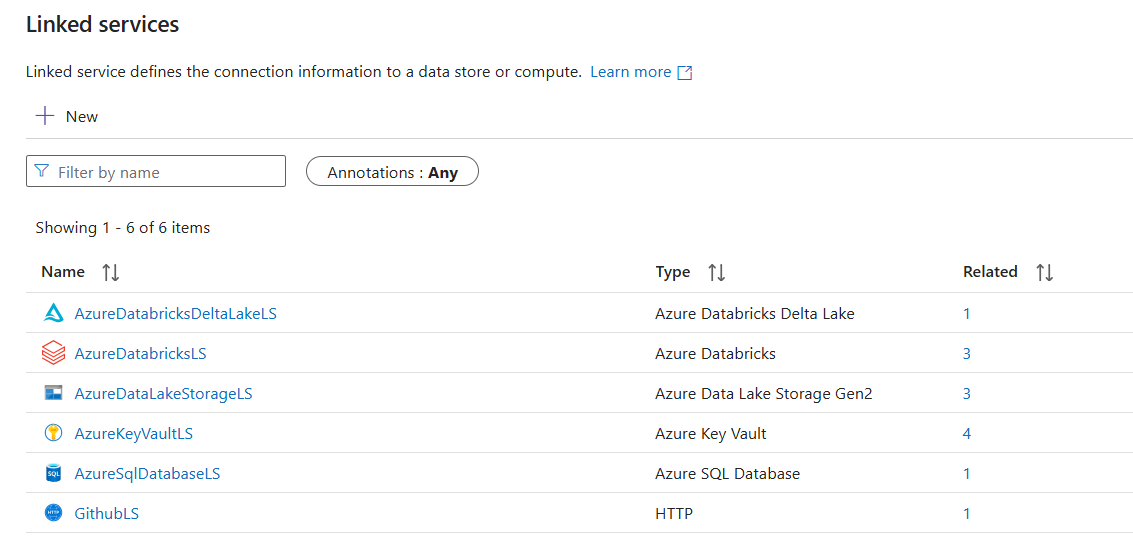 Linked services
Linked service defines the connection information to a data store or compute. Learn more
New
Filter by name
Annotations : Any
Showing 1 - 6 of 6 items
Name Type Related
AzureDatabricksDeltaLakeLS Azure Databricks Delta Lake 1
AzureDatabricksLS Azure Databricks 3
AzureDataLakeStorageLS Azure Data Lake Storage Gen2 3
AzureKeyVaultLS Azure Key Vault 4
SQL AzureSqlDatabaseLS Azure SQL Database 1
HTTP GithubLS HTTP 1